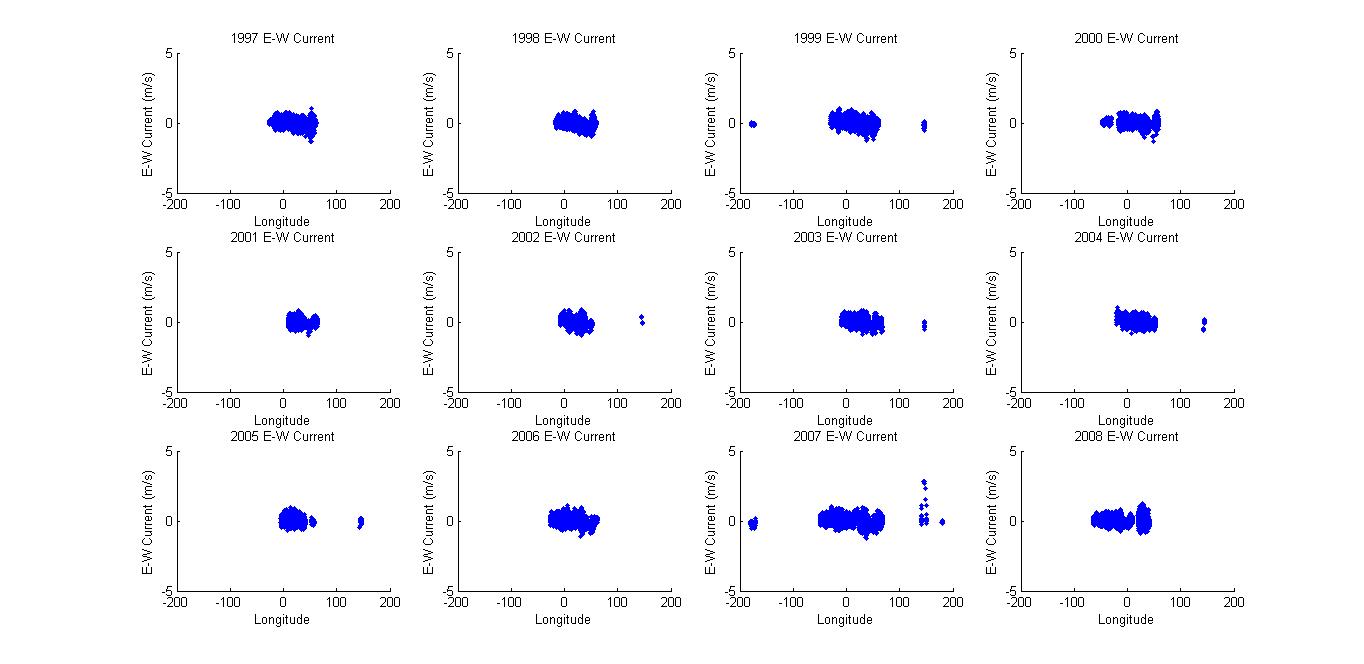 1997 E-W Current
1998 E-W Current
1999 E-W Current
2000 E-W Current
5
0
-5
E-W Current (m/s)
-200 -100 0 100 200
Longitude
5
0
-5
E-W Current (m/s)
-200 -100 0 100 200
Longitude
5
0
-5
E-W Current (m/s)
-200 -100 0 100 200
Longitude
5
0
-5
E-W Current (m/s)
-200 -100 0 100 200
Longitude
2001 E-W Current
2002 E-W Current
2003 E-W Current
2004 E-W Current
5
0
-5
E-W Current (m/s)
-200 -100 0 100 200
Longitude
5
0
-5
E-W Current (m/s)
-200 -100 0 100 200
Longitude
5
0
-5
E-W Current (m/s)
-200 -100 0 100 200
Longitude
5
0
-5
E-W Current (m/s)
-200 -100 0 100 200
Longitude
2005 E-W Current
2006 E-W Current
2007 E-W Current
2008 E-W Current
5
0
-5
E-W Current (m/s)
-200 -100 0 100 200
Longitude
5
0
-5
E-W Current (m/s)
-200 -100 0 100 200
Longitude
5
0
-5
E-W Current (m/s)
-200 -100 0 100 200
Longitude
5
0
-5
E-W Current (m/s)
-200 -100 0 100 200
Longitude